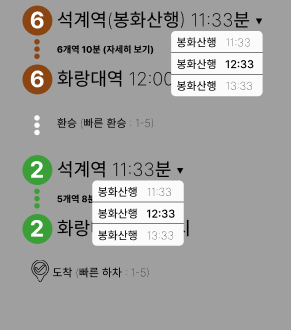 6 석계역(봉화산행) 11:33분 ▼
6개역 10분 (자세히 보기)
봉화산행 11:33
봉화산행 12:33
봉화산행 13:33
6 화랑대역 12:00
환승 (빠른 환승 : 1-5)
2 석계역 11:33분 ▼
5개역 8분
봉화산행 11:33
봉화산행 12:33
봉화산행 13:33
2 화랑
도착 (빠른 하차 : 1-5)